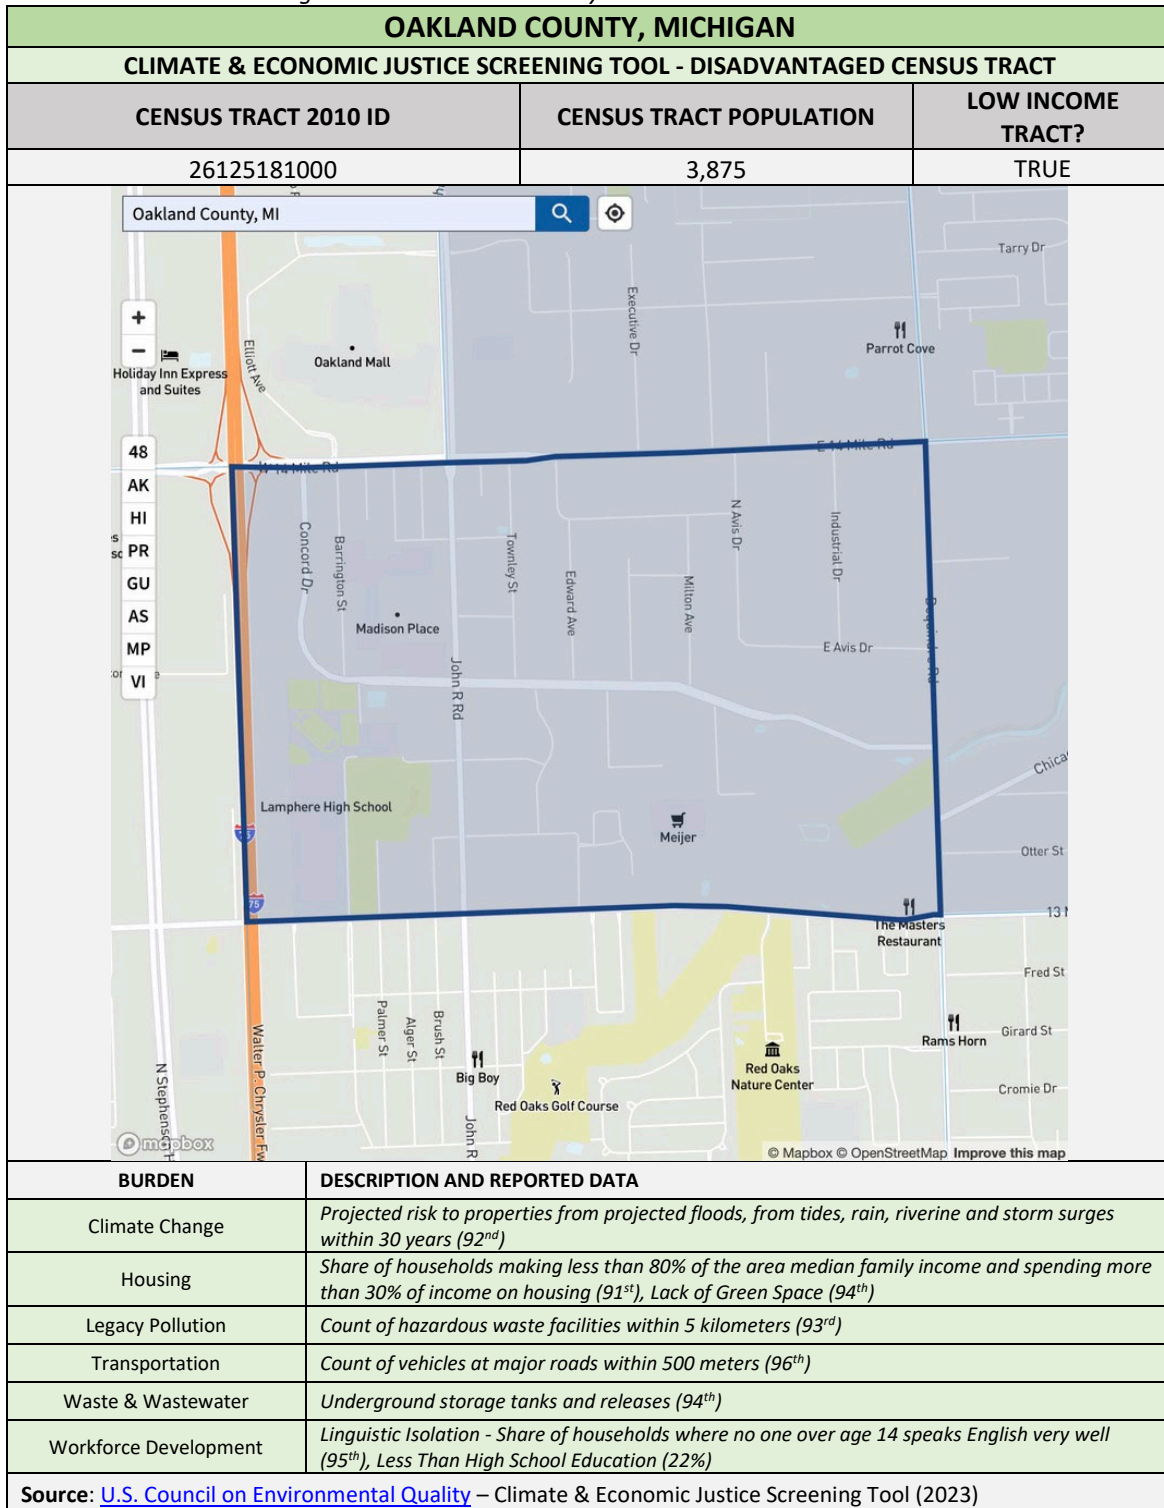 OAKLAND COUNTY, MICHIGAN
CLIMATE & ECONOMIC JUSTICE SCREENING TOOL - DISADVANTAGED CENSUS TRACT
CENSUS TRACT 2010 ID
CENSUS TRACT POPULATION
LOW INCOME
TRACT?
26125181000
3,875
TRUE
Oakland County, MI
Tarry Dr
Executive Dr
Parrot Cove
+
−
Elliott Ave
Oakland Mall
Holiday Inn Express
and Suites
48
AK
HI
PR
GU
AS
MP
VI
W 14 Mile Rd
E 14 Mile Rd
Concord Dr
Barrington St
Townley St
Edward Ave
Milton Ave
N Avis Dr
Industrial Dr
Dequindre Rd
Madison Place
E Avis Dr
John R Rd
Lamphere High School
Meijer
Otter St
75
The Masters
Restaurant
Fred St
Palmer St
Alger St
Brush St
Rams Horn
Girard St
Walter P. Chrysler Fw
Big Boy
Red Oaks
Nature Center
Red Oaks Golf Course
Cromie Dr
John R
mapbox
© Mapbox © OpenStreetMap Improve this map
BURDEN
DESCRIPTION AND REPORTED DATA
Climate Change
Projected risk to properties from projected floods, from tides, rain, riverine and storm surges
within 30 years (92nd)
Housing
Share of households making less than 80% of the area median family income and spending more
than 30% of income on housing (91st), Lack of Green Space (94th)
Legacy Pollution
Count of hazardous waste facilities within 5 kilometers (93rd)
Transportation
Count of vehicles at major roads within 500 meters (96th)
Waste & Wastewater
Underground storage tanks and releases (94th)
Workforce Development
Linguistic Isolation - Share of households where no one over age 14 speaks English very well
(95th), Less Than High School Education (22%)
Source: U.S. Council on Environmental Quality – Climate & Economic Justice Screening Tool (2023)